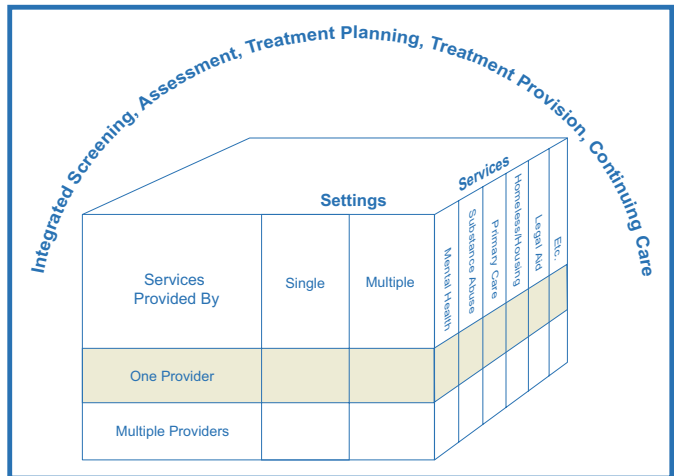 Integrated Screening, Assessment, Treatment Planning, Treatment Provision, Continuing Care
Settings
Services
Services
Provided By
Single
Multiple
Mental Health
Substance Abuse
Primary Care
Homeless/Housing
Legal Aid
Etc.
One Provider
Multiple Providers